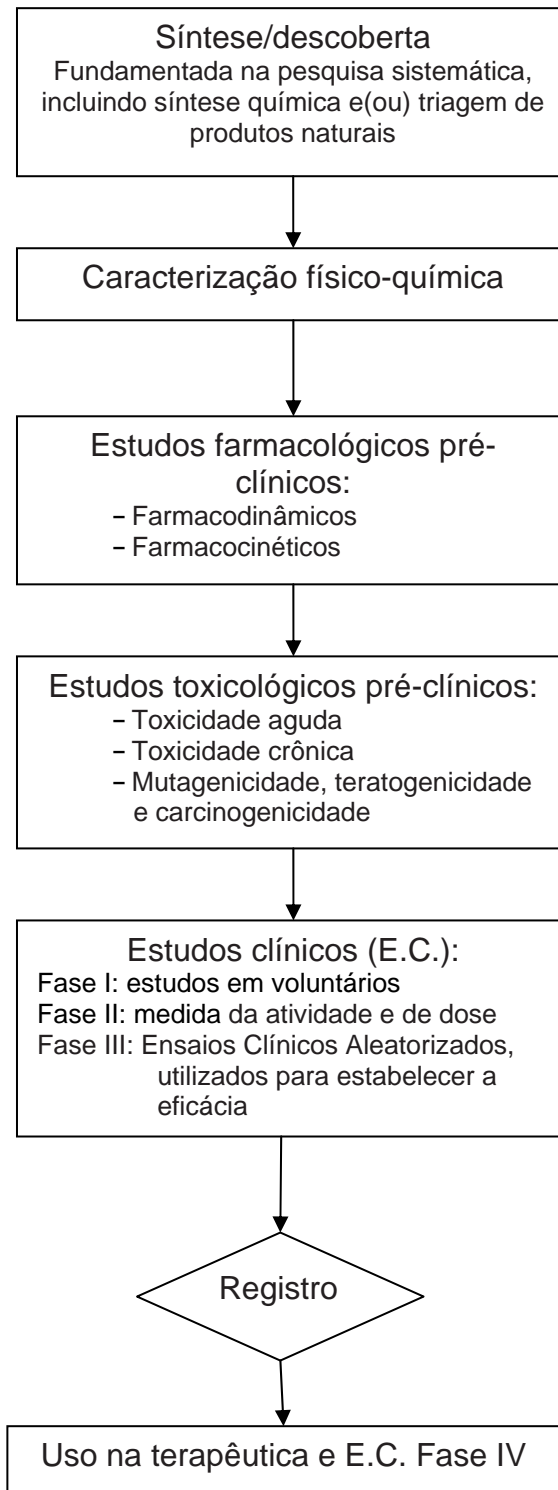 Síntese/descoberta
Fundamentada na pesquisa sistemática,
incluindo síntese química e(ou) triagem de
produtos naturais
Caracterização físico-química
Estudos farmacológicos pré-
clínicos:
– Farmacodinâmicos
– Farmacocinéticos
Estudos toxicológicos pré-clínicos:
– Toxicidade aguda
– Toxicidade crônica
– Mutagenicidade, teratogenicidade
e carcinogenicidade
Estudos clínicos (E.C.):
Fase I: estudos em voluntários
Fase II: medida da atividade e de dose
Fase III: Ensaios Clínicos Aleatorizados,
utilizados para estabelecer a
eficácia
Registro
Uso na terapêutica e E.C. Fase IV